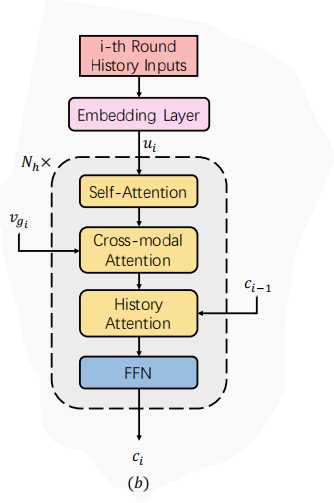 i-th Round
History Inputs
Embedding Layer
u_i
N_h×
Self-Attention
v_{g_i}
Cross-modal
Attention
c_{i-1}
History
Attention
FFN
c_i
(b)